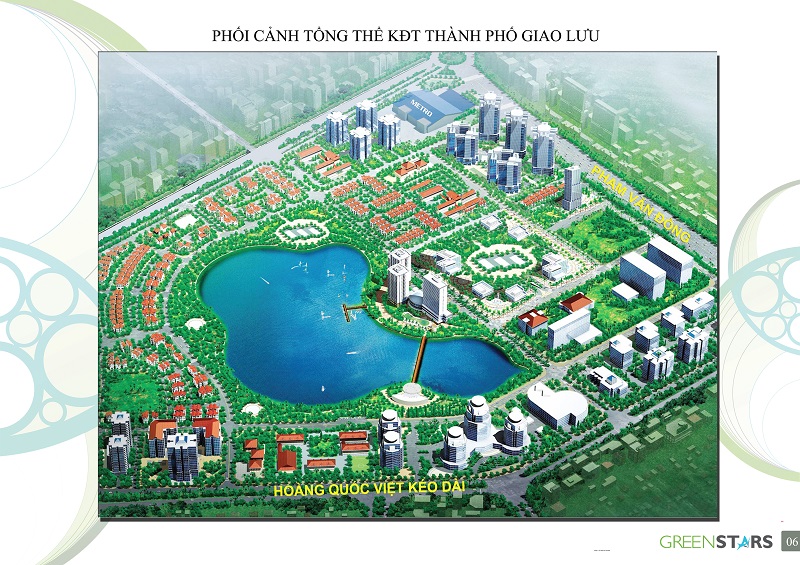 PHỐI CẢNH TỔNG THỂ KĐT THÀNH PHỐ GIAO LƯU
METRO
PHẠM VĂN ĐỒNG
HOÀNG QUỐC VIỆT KÉO DÀI
GREENSTARS 06